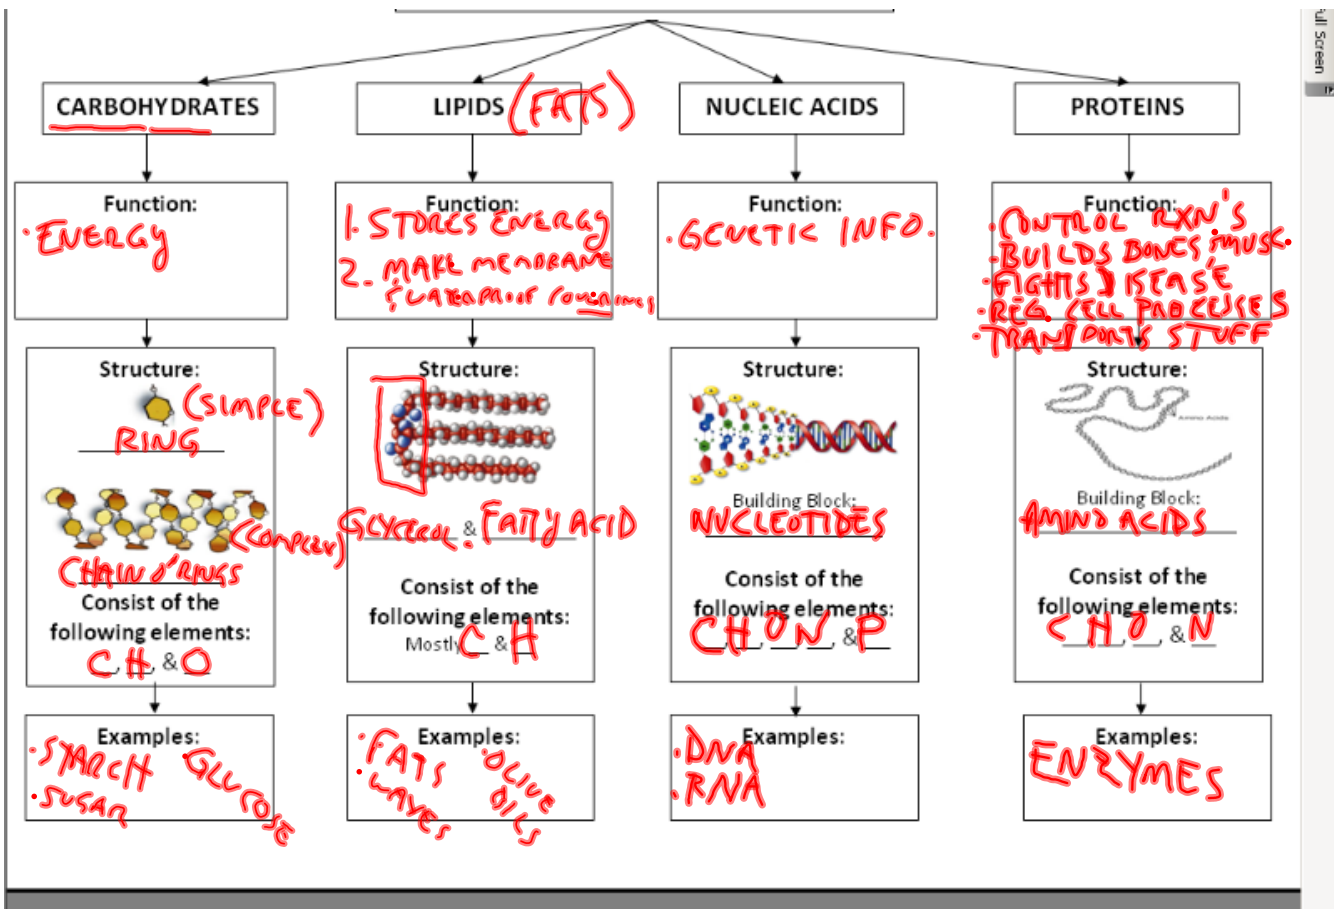 Full Screen
CARBOHYDRATES
LIPIDS (FATS)
NUCLEIC ACIDS
PROTEINS
Function:
• ENERGY
Function:
1. STORES ENERGY
2. MAKE MEMBRANE
& WATERPROOF COVERINGS
Function:
• GENETIC INFO.
Function:
• CONTROL RXN'S
• BUILDS BONES & MUSC.
• FIGHTS DISEASE
• REG. CELL PROCESSES
• TRANSPORTS STUFF
Structure:
(SIMPLE)
RING
(COMPLEX)
CHAIN O' RINGS
Consist of the
following elements:
C, H, & O
Structure:
GLYCEROL & FATTY ACID
Consist of the
following elements:
Mostly C & H
Structure:
Building Block:
NUCLEOTIDES
Consist of the
following elements:
C, H, O, N, & P
Structure:
Amino Acids
Building Block:
AMINO ACIDS
Consist of the
following elements:
C, H, O, & N
Examples:
• STARCH
• SUGAR
• GLUCOSE
Examples:
• FATS
• WAXES
• OLIVE
OILS
Examples:
• DNA
• RNA
Examples:
ENZYMES